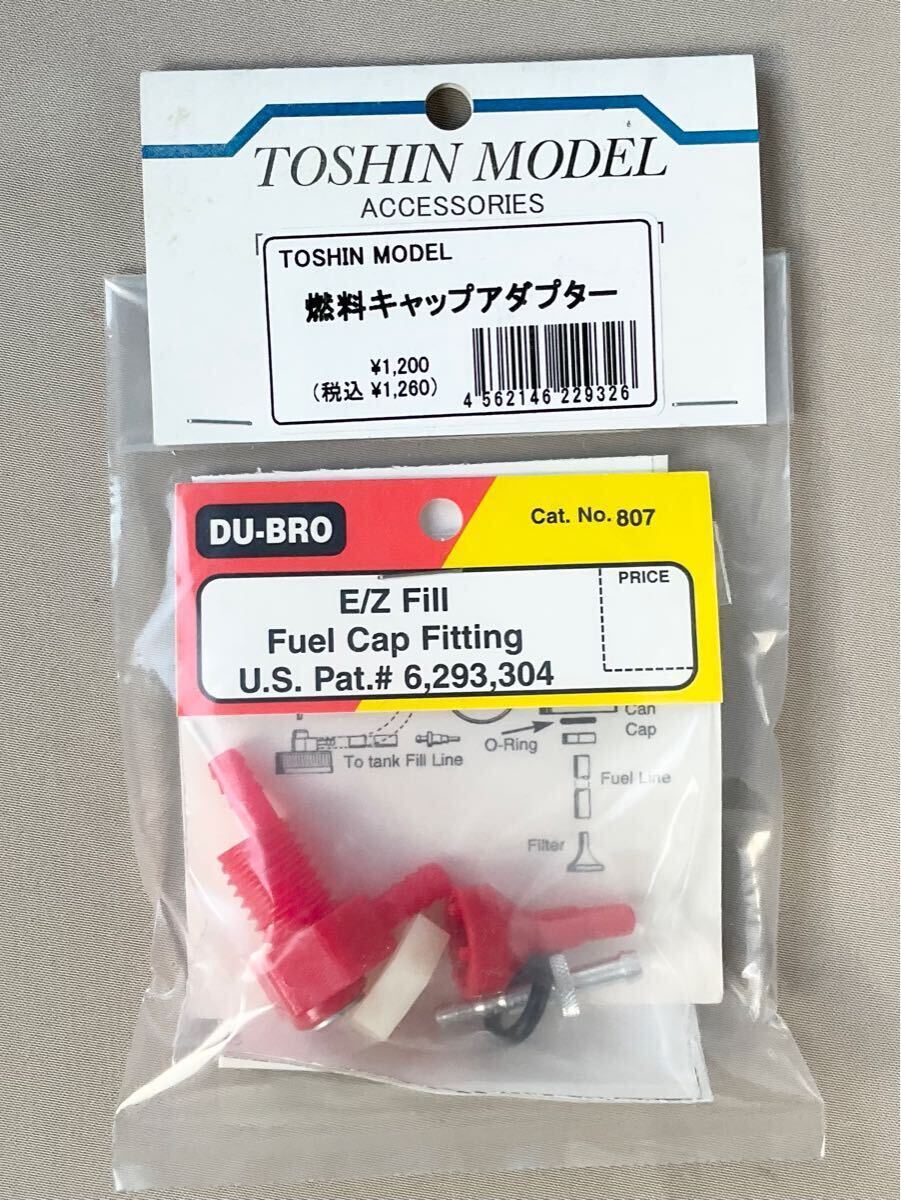 TOSHIN MODEL
ACCESSORIES
TOSHIN MODEL
燃料キャップアダプター
¥1,200
(税込 ¥1,260)
4 562146 229326
DU-BRO
Cat. No. 807
E/Z Fill
Fuel Cap Fitting
U.S. Pat.# 6,293,304
PRICE
Can
Cap
O-Ring
To tank Fill Line
Fuel Line
Filter